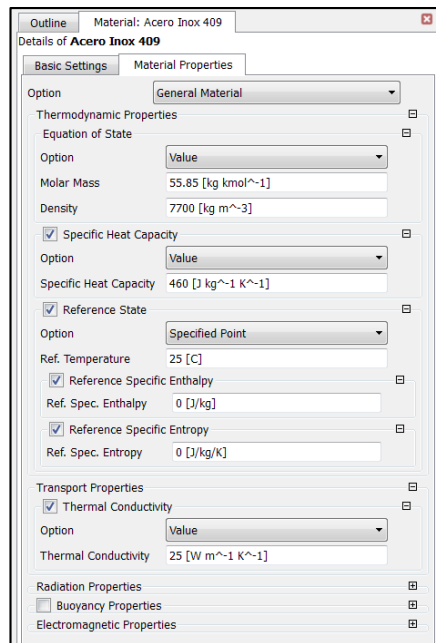 Outline Material: Acero Inox 409
Details of Acero Inox 409
Basic Settings Material Properties
Option General Material
Thermodynamic Properties
Equation of State
Option Value
Molar Mass 55.85 [kg kmol^-1]
Density 7700 [kg m^-3]
Specific Heat Capacity
Option Value
Specific Heat Capacity 460 [J kg^-1 K^-1]
Reference State
Option Specified Point
Ref. Temperature 25 [C]
Reference Specific Enthalpy
Ref. Spec. Enthalpy 0 [J/kg]
Reference Specific Entropy
Ref. Spec. Entropy 0 [J/kg/K]
Transport Properties
Thermal Conductivity
Option Value
Thermal Conductivity 25 [W m^-1 K^-1]
Radiation Properties
Buoyancy Properties
Electromagnetic Properties